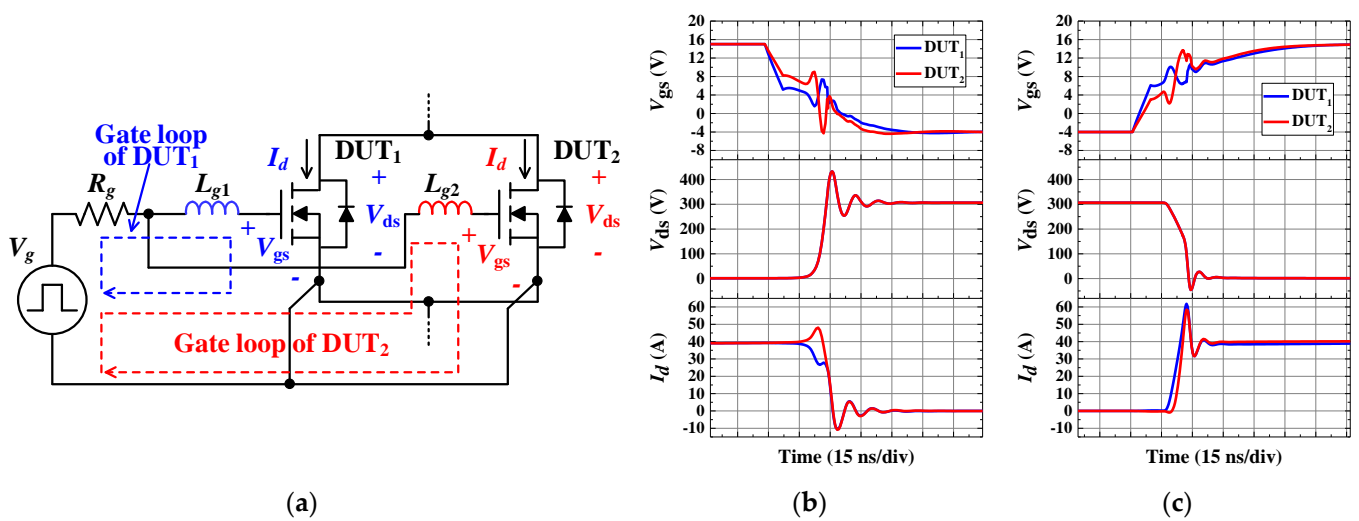 Gate loop
of DUT1
Rg
Lg1
Id
DUT1
+
Vds
-
+
Vgs
-
Lg2
Id
DUT2
+
Vds
-
+
Vgs
-
Vg
Gate loop of DUT2
(a)
Vgs (V)
20
16
12
8
4
0
-4
-8
DUT1
DUT2
Vds (V)
400
300
200
100
0
Id (A)
60
50
40
30
20
10
0
-10
Time (15 ns/div)
(b)
Vgs (V)
20
16
12
8
4
0
-4
-8
DUT1
DUT2
Vds (V)
400
300
200
100
0
Id (A)
60
50
40
30
20
10
0
-10
Time (15 ns/div)
(c)